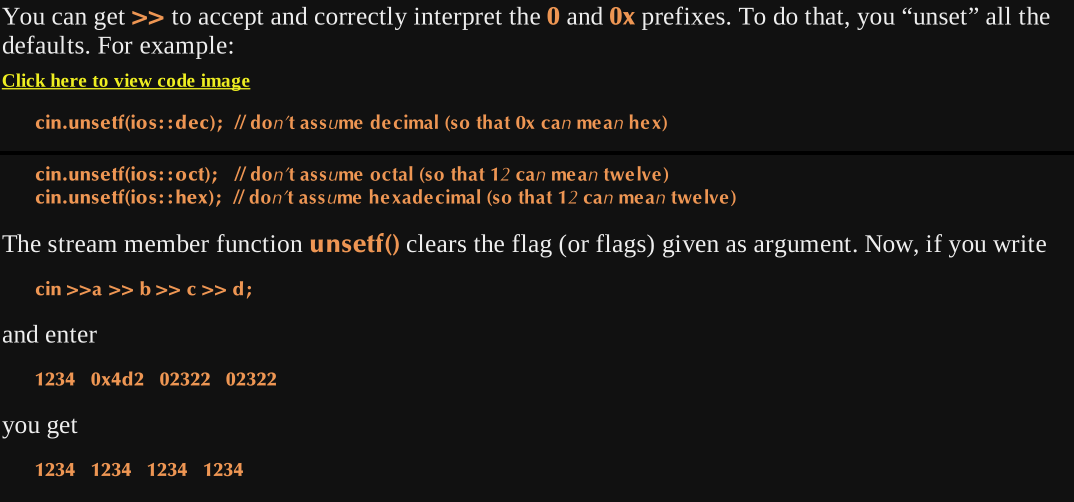 You can get >> to accept and correctly interpret the 0 and 0x prefixes. To do that, you “unset” all the
defaults. For example:
Click here to view code image
cin.unsetf(ios::dec); // don’t assume decimal (so that 0x can mean hex)
cin.unsetf(ios::oct); // don’t assume octal (so that 12 can mean twelve)
cin.unsetf(ios::hex); // don’t assume hexadecimal (so that 12 can mean twelve)
The stream member function unsetf() clears the flag (or flags) given as argument. Now, if you write
cin >>a >> b >> c >> d;
and enter
1234 0x4d2 02322 02322
you get
1234 1234 1234 1234